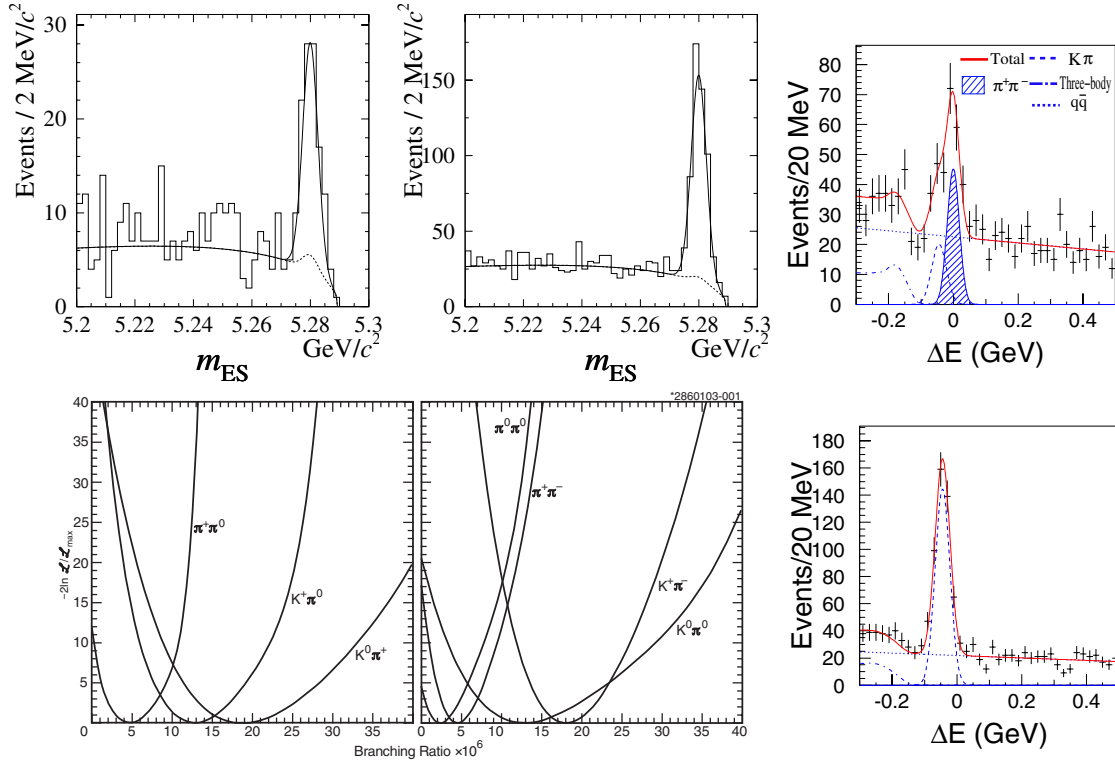 Events / 2 MeV/c²
30
20
10
0
5.2 5.22 5.24 5.26 5.28 5.3
GeV/c²
m_ES
Events / 2 MeV/c²
150
100
50
0
5.2 5.22 5.24 5.26 5.28 5.3
GeV/c²
m_ES
Events/20 MeV
80
70
60
50
40
30
20
10
0
Total
Kπ
π⁺π⁻
Three-body
qq̄
-0.2 0 0.2 0.4
ΔE (GeV)
*2860103-001
-2ln ℒ/ℒmax
40
35
30
25
20
15
10
5
0
π⁺π⁰
K⁺π⁰
K⁰π⁺
π⁰π⁰
π⁺π⁻
K⁺π⁻
K⁰π⁰
0 5 10 15 20 25 30 35 0 5 10 15 20 25 30 35 40
Branching Ratio ×10⁶
Events/20 MeV
180
160
140
120
100
80
60
40
20
0
-0.2 0 0.2 0.4
ΔE (GeV)